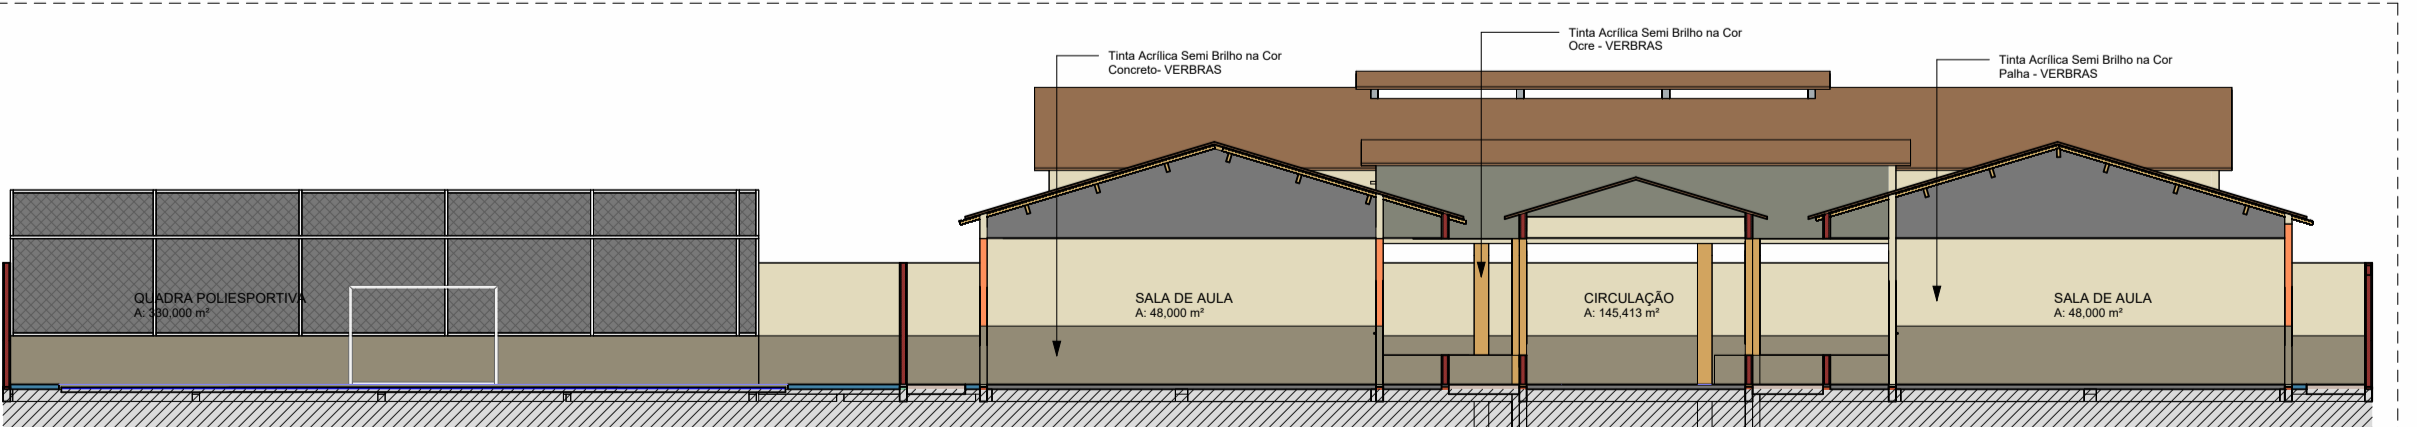 Tinta Acrílica Semi Brilho na Cor
Concreto- VERBRAS
Tinta Acrílica Semi Brilho na Cor
Ocre - VERBRAS
Tinta Acrílica Semi Brilho na Cor
Palha - VERBRAS
QUADRA POLIESPORTIVA
A: 330,000 m²
SALA DE AULA
A: 48,000 m²
CIRCULAÇÃO
A: 145,413 m²
SALA DE AULA
A: 48,000 m²